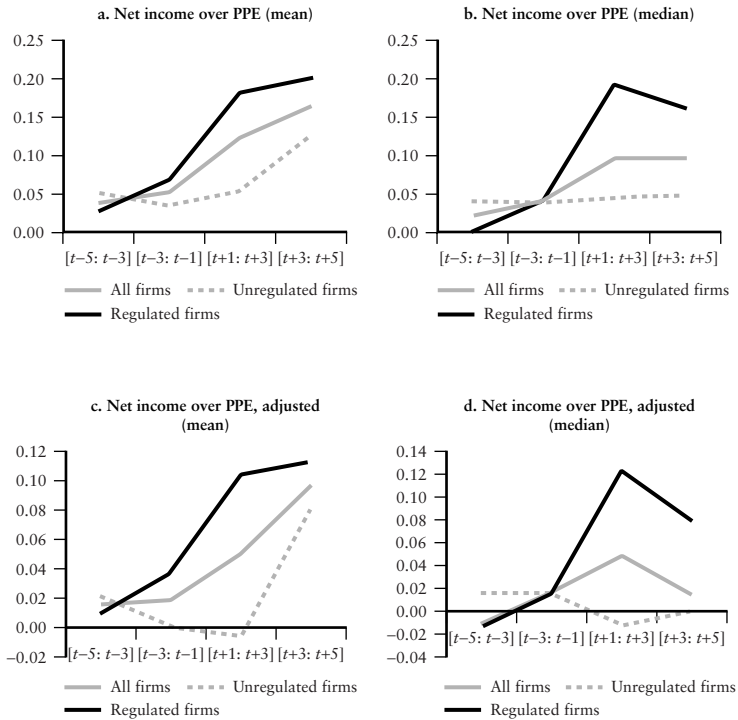 a. Net income over PPE (mean)
0.25
0.20
0.15
0.10
0.05
0.00
[t−5: t−3] [t−3: t−1] [t+1: t+3] [t+3: t+5]
All firms Unregulated firms
Regulated firms
b. Net income over PPE (median)
0.25
0.20
0.15
0.10
0.05
0.00
[t−5: t−3] [t−3: t−1] [t+1: t+3] [t+3: t+5]
All firms Unregulated firms
Regulated firms
c. Net income over PPE, adjusted
(mean)
0.12
0.10
0.08
0.06
0.04
0.02
0.00
−0.02
[t−5: t−3] [t−3: t−1] [t+1: t+3] [t+3: t+5]
All firms Unregulated firms
Regulated firms
d. Net income over PPE, adjusted
(median)
0.14
0.12
0.10
0.08
0.06
0.04
0.02
0.00
−0.02
−0.04
[t−5: t−3] [t−3: t−1] [t+1: t+3] [t+3: t+5]
All firms Unregulated firms
Regulated firms